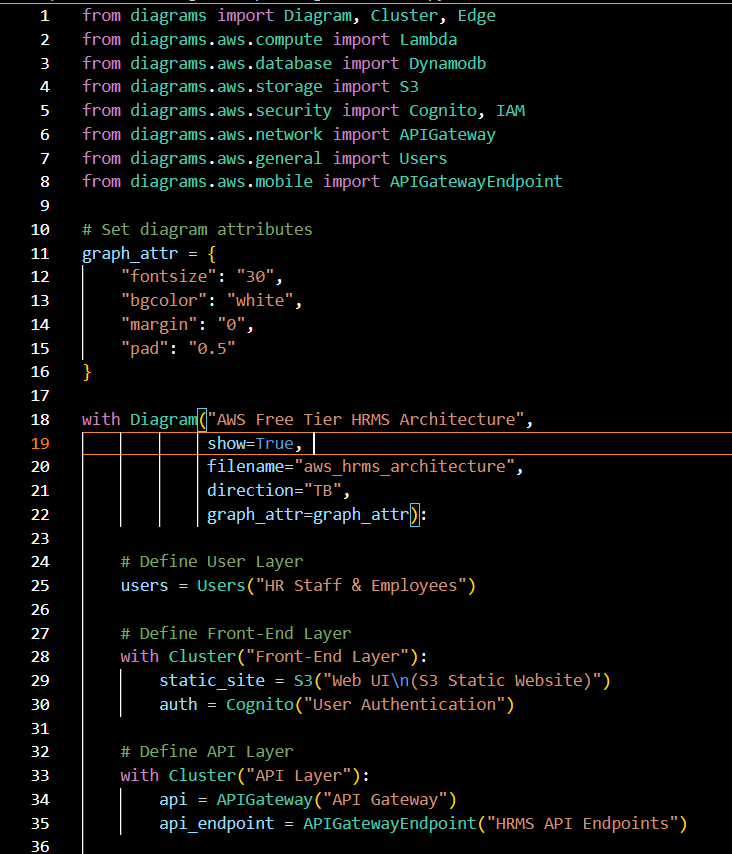 1 from diagrams import Diagram, Cluster, Edge
2 from diagrams.aws.compute import Lambda
3 from diagrams.aws.database import Dynamodb
4 from diagrams.aws.storage import S3
5 from diagrams.aws.security import Cognito, IAM
6 from diagrams.aws.network import APIGateway
7 from diagrams.aws.general import Users
8 from diagrams.aws.mobile import APIGatewayEndpoint
9
10 # Set diagram attributes
11 graph_attr = {
12     "fontsize": "30",
13     "bgcolor": "white",
14     "margin": "0",
15     "pad": "0.5"
16 }
17
18 with Diagram("AWS Free Tier HRMS Architecture",
19              show=True,
20              filename="aws_hrms_architecture",
21              direction="TB",
22              graph_attr=graph_attr):
23
24     # Define User Layer
25     users = Users("HR Staff & Employees")
26
27     # Define Front-End Layer
28     with Cluster("Front-End Layer"):
29         static_site = S3("Web UI\n(S3 Static Website)")
30         auth = Cognito("User Authentication")
31
32     # Define API Layer
33     with Cluster("API Layer"):
34         api = APIGateway("API Gateway")
35         api_endpoint = APIGatewayEndpoint("HRMS API Endpoints")
36